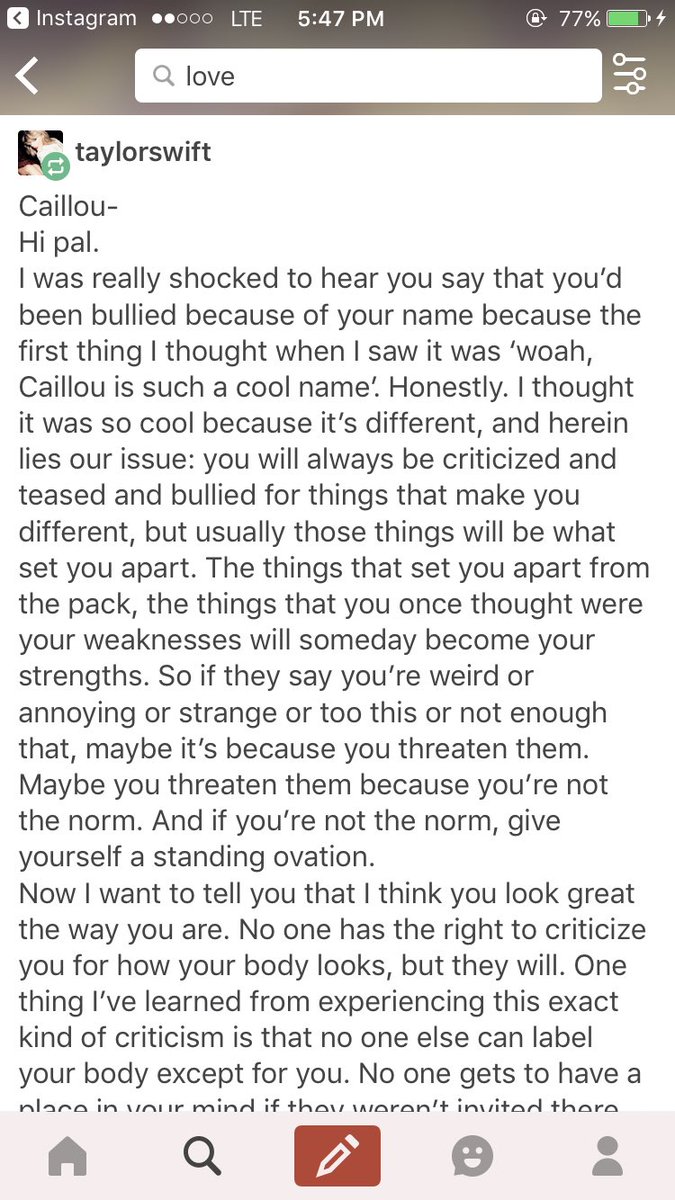 Instagram LTE 5:47 PM 77%
love
taylorswift
Caillou-
Hi pal.
I was really shocked to hear you say that you’d
been bullied because of your name because the
first thing I thought when I saw it was ‘woah,
Caillou is such a cool name’. Honestly. I thought
it was so cool because it’s different, and herein
lies our issue: you will always be criticized and
teased and bullied for things that make you
different, but usually those things will be what
set you apart. The things that set you apart from
the pack, the things that you once thought were
your weaknesses will someday become your
strengths. So if they say you’re weird or
annoying or strange or too this or not enough
that, maybe it’s because you threaten them.
Maybe you threaten them because you’re not
the norm. And if you’re not the norm, give
yourself a standing ovation.
Now I want to tell you that I think you look great
the way you are. No one has the right to criticize
you for how your body looks, but they will. One
thing I’ve learned from experiencing this exact
kind of criticism is that no one else can label
your body except for you. No one gets to have a
place in your mind if they weren’t invited there